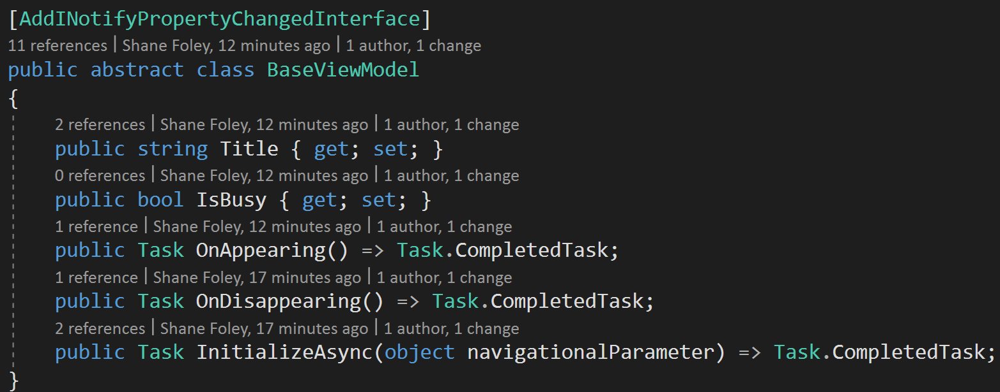 [AddINotifyPropertyChangedInterface]
11 references | Shane Foley, 12 minutes ago | 1 author, 1 change
public abstract class BaseViewModel
{
2 references | Shane Foley, 12 minutes ago | 1 author, 1 change
public string Title { get; set; }
0 references | Shane Foley, 12 minutes ago | 1 author, 1 change
public bool IsBusy { get; set; }
1 reference | Shane Foley, 12 minutes ago | 1 author, 1 change
public Task OnAppearing() => Task.CompletedTask;
1 reference | Shane Foley, 17 minutes ago | 1 author, 1 change
public Task OnDisappearing() => Task.CompletedTask;
2 references | Shane Foley, 17 minutes ago | 1 author, 1 change
public Task InitializeAsync(object navigationalParameter) => Task.CompletedTask;
}